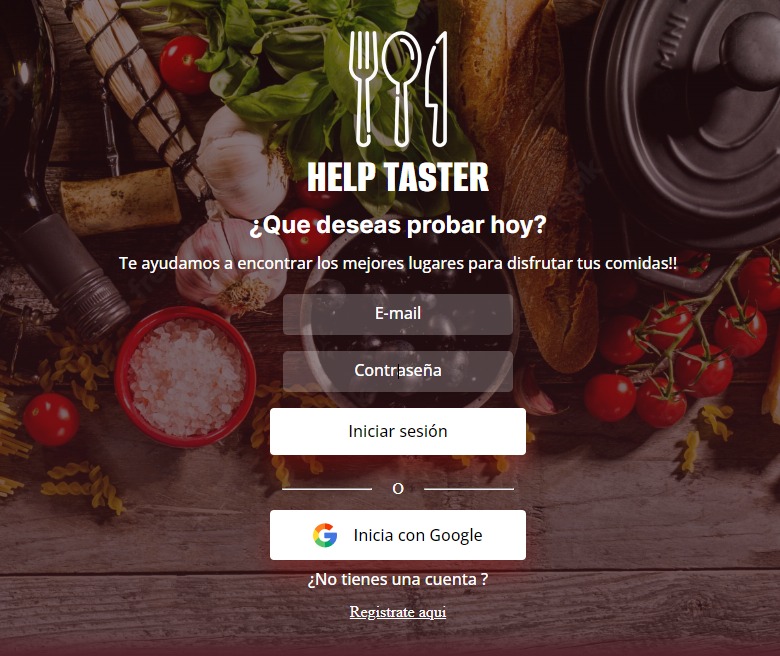 MINI
HELP TASTER
¿Que deseas probar hoy?
Te ayudamos a encontrar los mejores lugares para disfrutar tus comidas!!
E-mail
Contraseña
Iniciar sesión
O
Inicia con Google
¿No tienes una cuenta ?
Registrate aqui